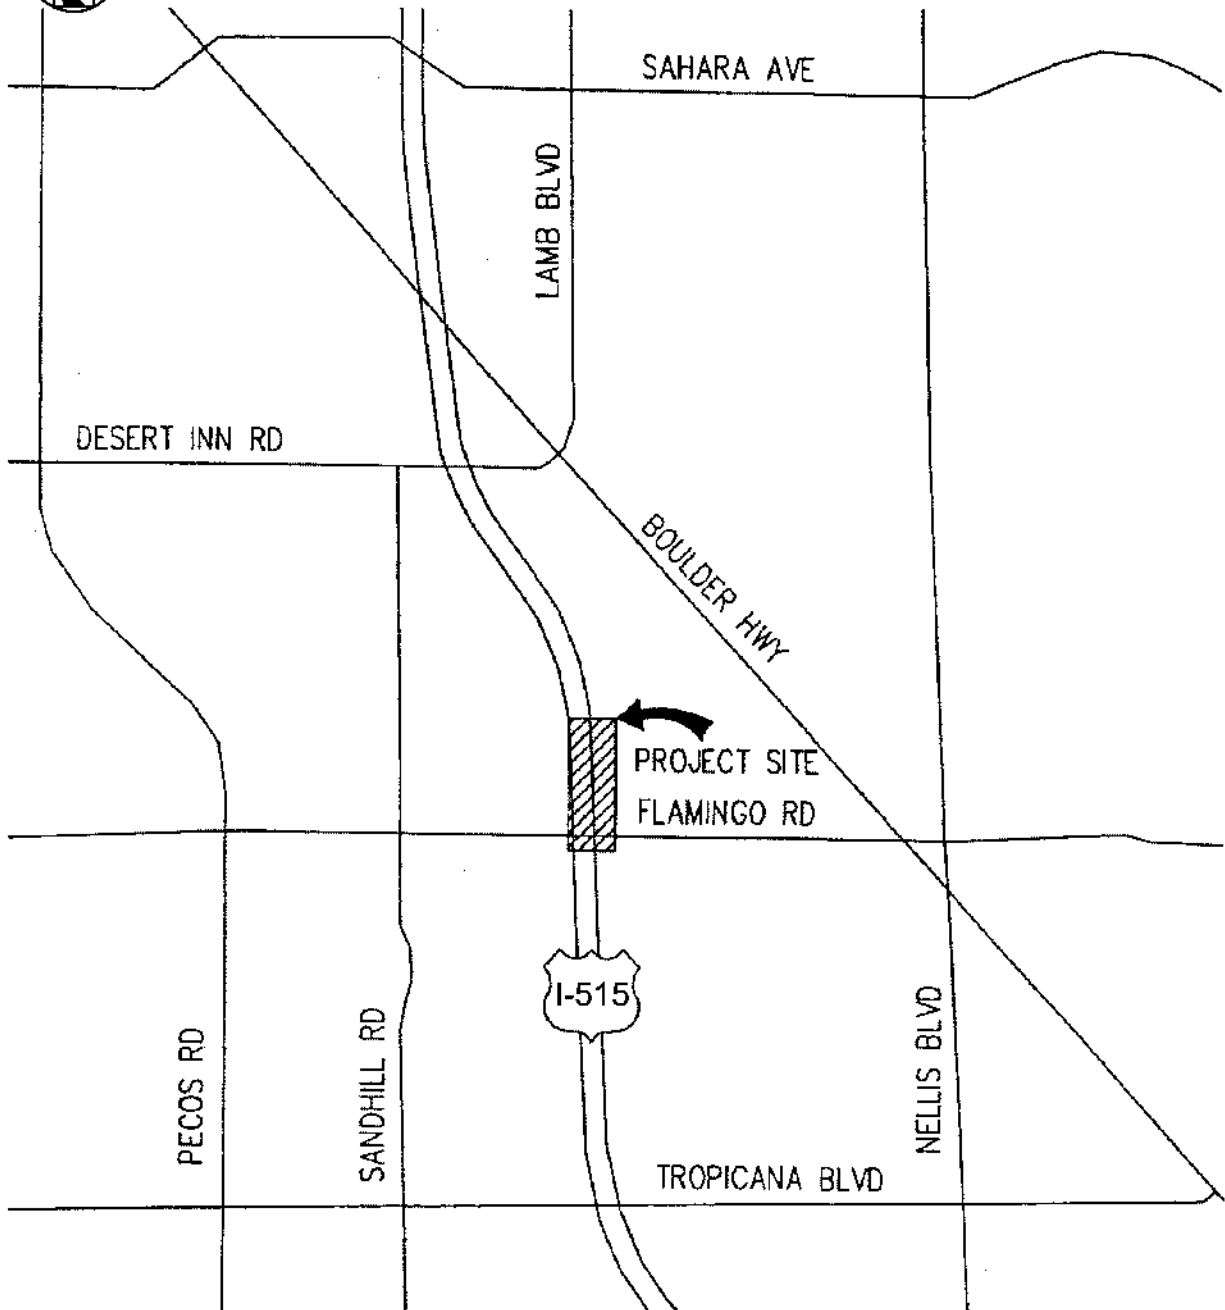 SAHARA AVE
LAMB BLVD
DESERT INN RD
BOULDER HWY
PROJECT SITE
FLAMINGO RD
I-515
PECOS RD
SANDHILL RD
NELLIS BLVD
TROPICANA BLVD